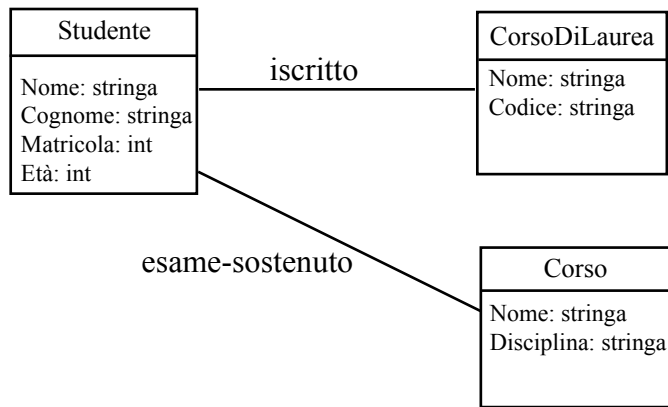 Studente
Nome: stringa
Cognome: stringa
Matricola: int
Età: int
iscritto
CorsoDiLaurea
Nome: stringa
Codice: stringa
esame-sostenuto
Corso
Nome: stringa
Disciplina: stringa